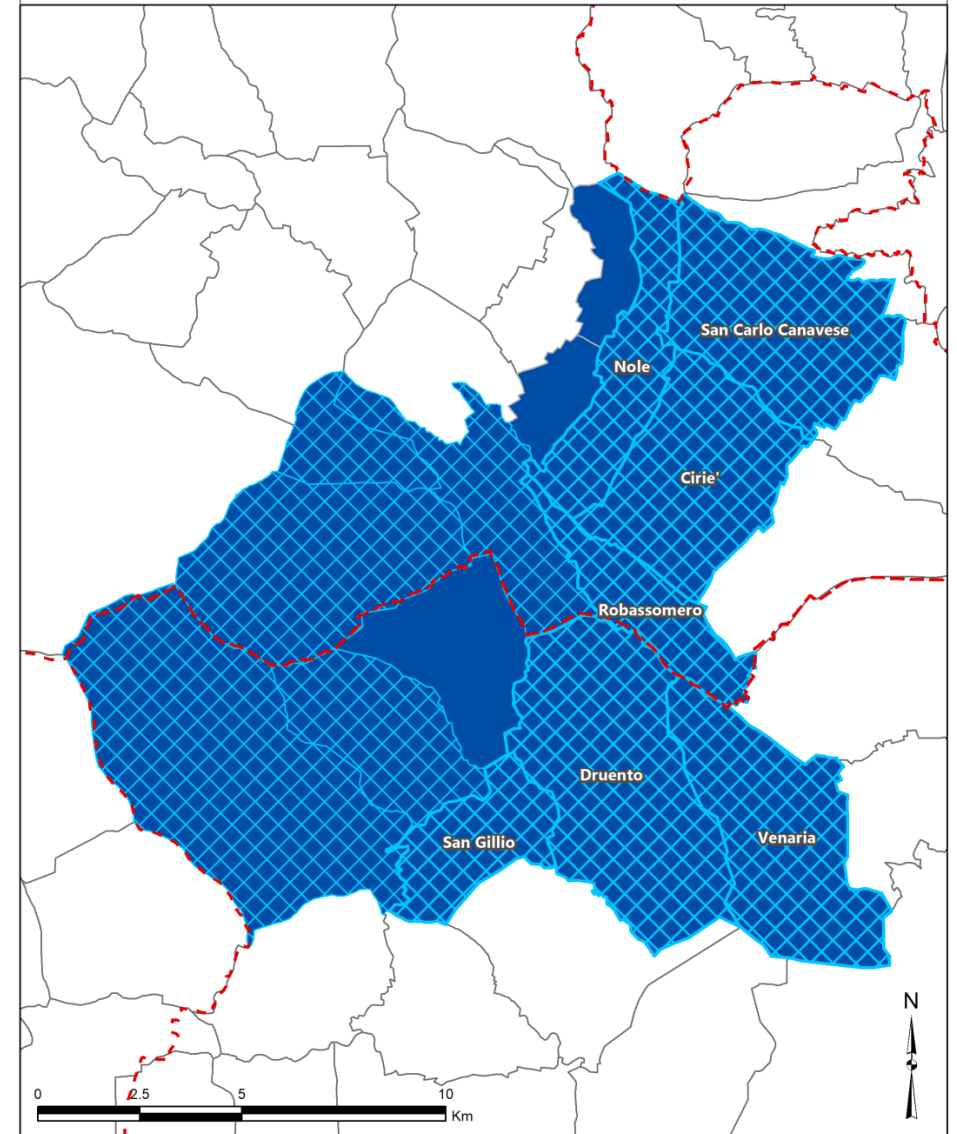 San Carlo Canavese
Nole
Cirie'
Robassomero
Druento
Venaria
San Gillio
N
0 2.5 5 10
Km